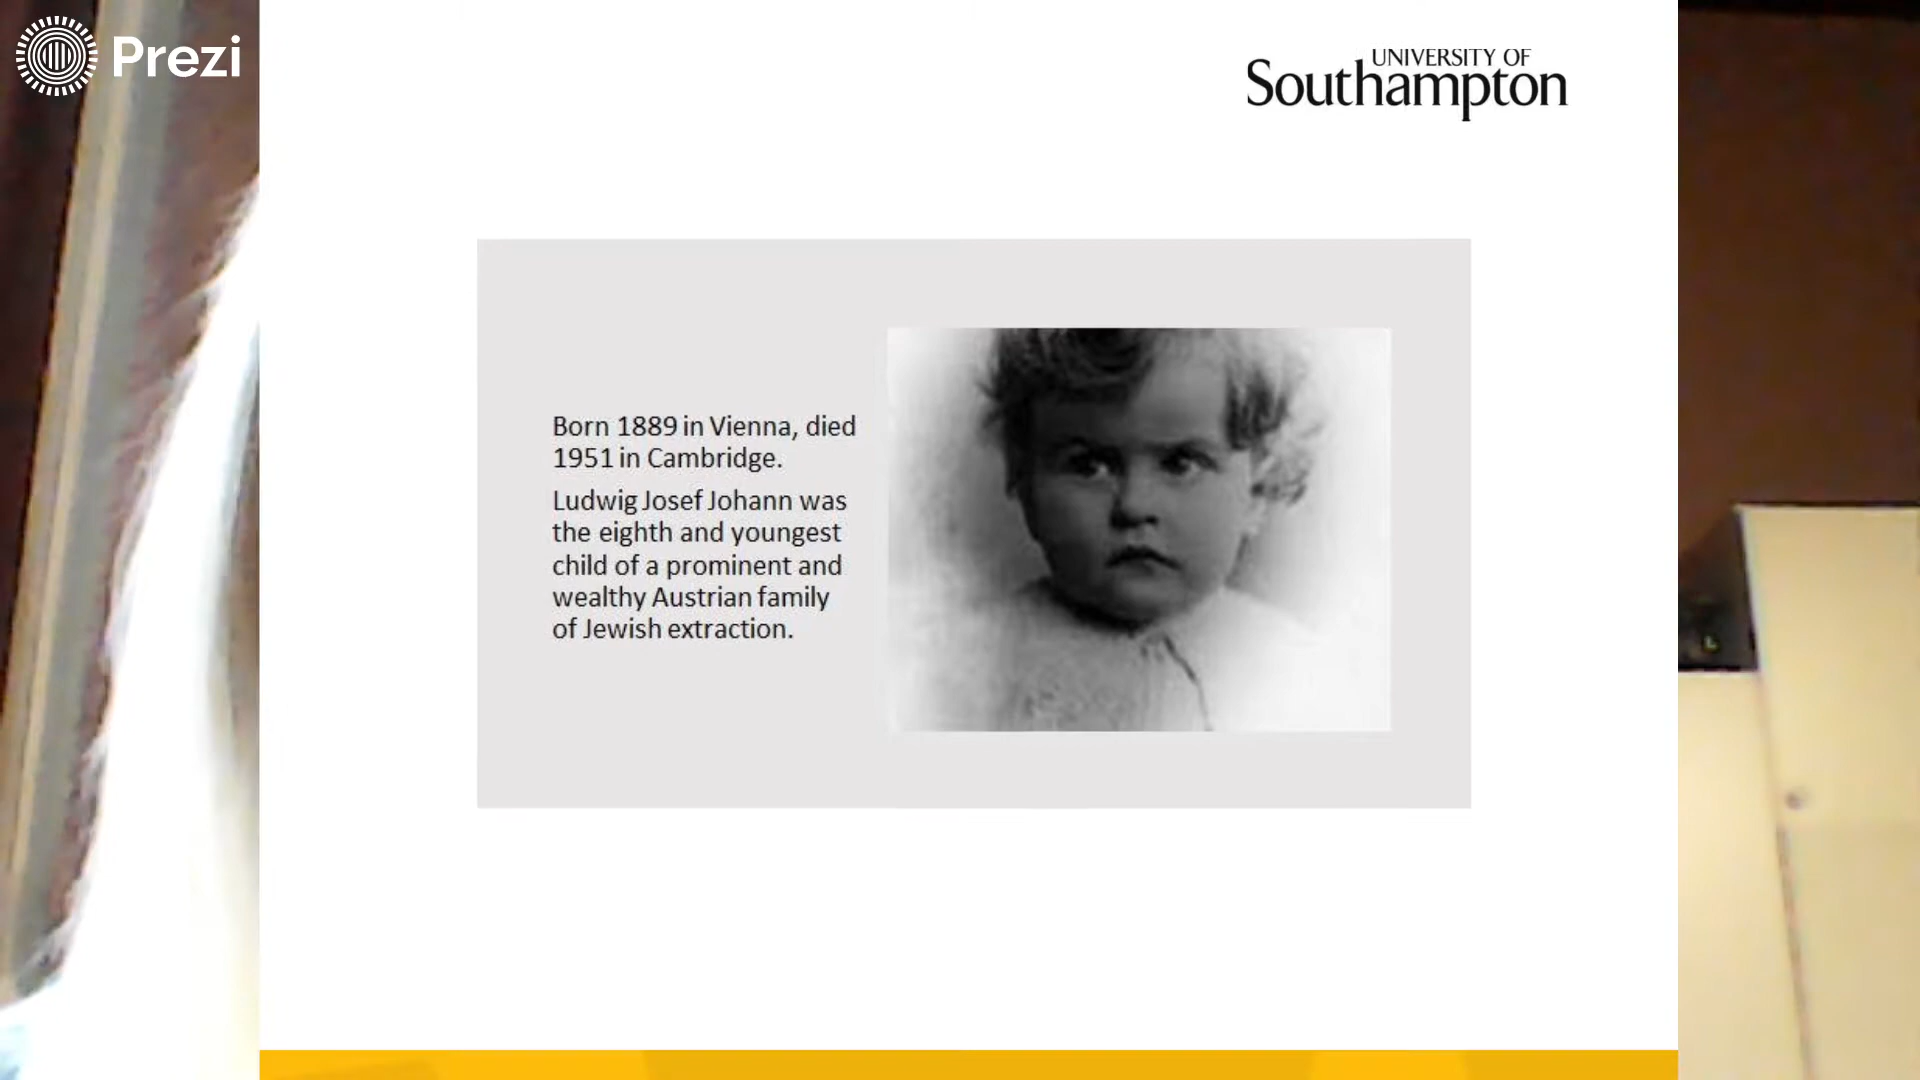 Prezi
UNIVERSITY OF
Southampton
Born 1889 in Vienna, died
1951 in Cambridge.
Ludwig Josef Johann was
the eighth and youngest
child of a prominent and
wealthy Austrian family
of Jewish extraction.